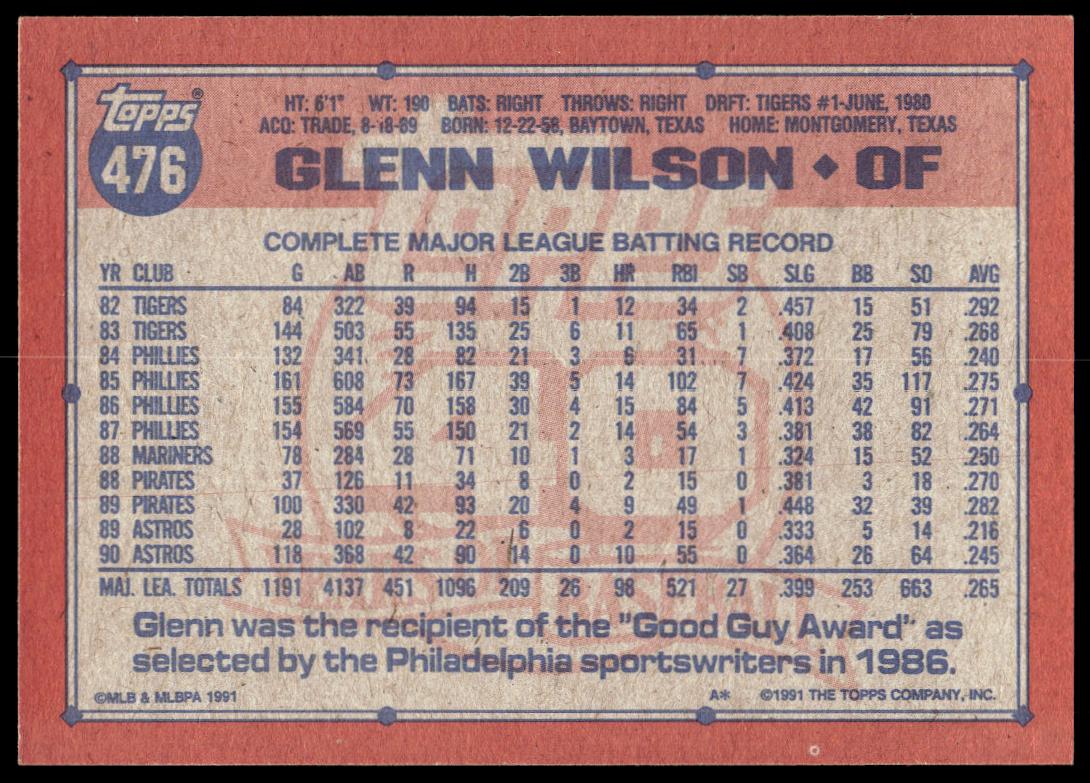 Topps®
476
HT: 6'1" WT: 190 BATS: RIGHT THROWS: RIGHT DRFT: TIGERS #1-JUNE, 1980
ACQ: TRADE, 8-18-89 BORN: 12-22-58, BAYTOWN, TEXAS HOME: MONTGOMERY, TEXAS
GLENN WILSON ♦ OF
COMPLETE MAJOR LEAGUE BATTING RECORD
YR CLUB G AB R H 2B 3B HR RBI SB SLG BB SO AVG
82 TIGERS 84 322 39 94 15 1 12 34 2 .457 15 51 .292
83 TIGERS 144 503 55 135 25 6 11 65 1 .408 25 79 .268
84 PHILLIES 132 341 28 82 21 3 6 31 7 .372 17 56 .240
85 PHILLIES 161 608 73 167 39 5 14 102 7 .424 35 117 .275
86 PHILLIES 155 584 70 158 30 4 15 84 5 .413 42 91 .271
87 PHILLIES 154 569 55 150 21 2 14 54 3 .381 38 82 .264
88 MARINERS 78 284 28 71 10 1 3 17 1 .324 15 52 .250
88 PIRATES 37 126 11 34 8 0 2 15 0 .381 3 18 .270
89 PIRATES 100 330 42 93 20 4 9 49 1 .448 32 39 .282
89 ASTROS 28 102 8 22 6 0 2 15 0 .333 5 14 .216
90 ASTROS 118 368 42 90 14 0 10 55 0 .364 26 64 .245
MAJ. LEA. TOTALS 1191 4137 451 1096 209 26 98 521 27 .399 253 663 .265
Glenn was the recipient of the "Good Guy Award" as
selected by the Philadelphia sportswriters in 1986.
©MLB & MLBPA 1991 A* ©1991 THE TOPPS COMPANY, INC.